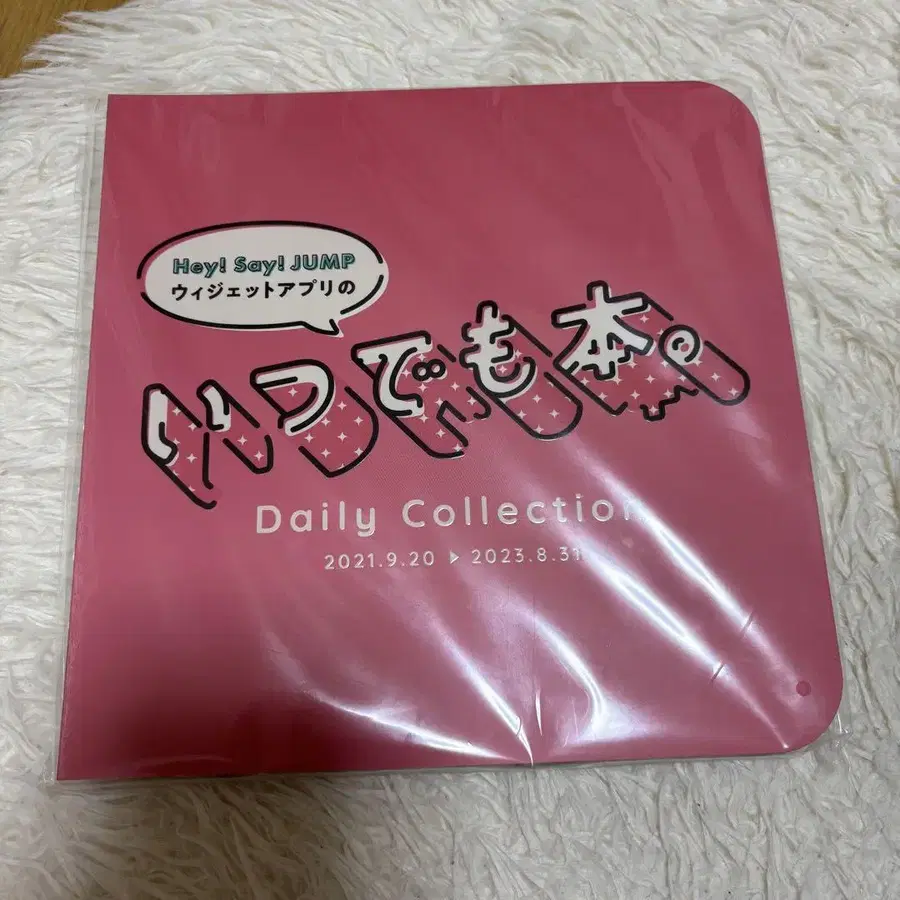 Hey! Say! JUMP
ウィジェットアプリの
いつでも本。
Daily Collection
2021.9.20 ▶ 2023.8.31